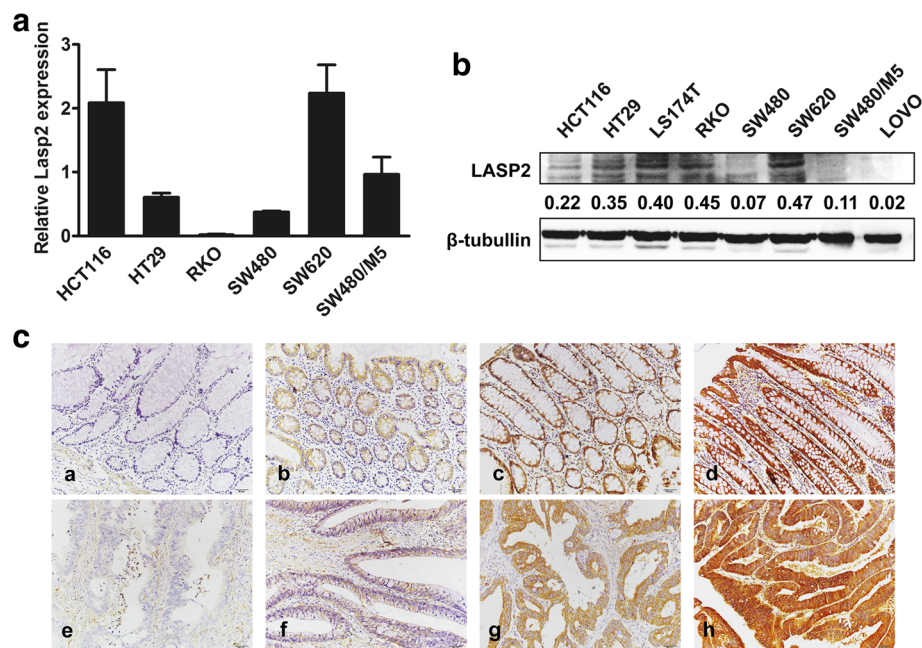 a
Relative Lasp2 expression
3
2
1
0
HCT116
HT29
RKO
SW480
SW620
SW480/M5
b
HCT116
HT29
LS174T
RKO
SW480
SW620
SW480/M5
LOVO
LASP2
0.22 0.35 0.40 0.45 0.07 0.47 0.11 0.02
β-tubullin
c
a
b
c
d
e
f
g
h